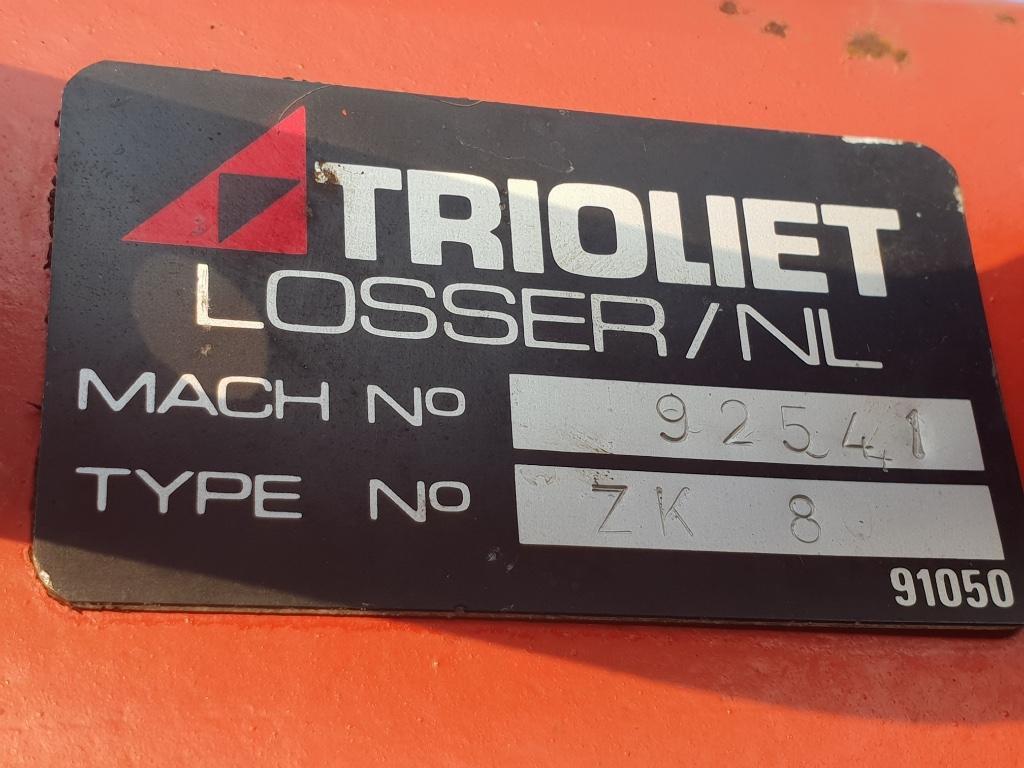 TRIOLIET
LOSSER/NL
MACH No 92541
TYPE No ZK 8
91050